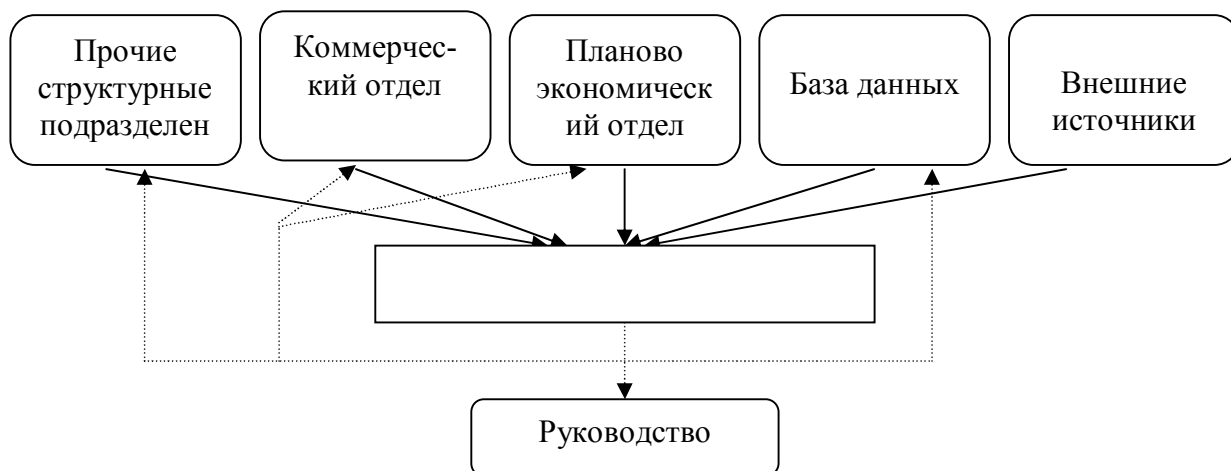 Прочие
структурные
подразделен
Коммерчес-
кий отдел
Планово
экономическ
ий отдел
База данных
Внешние
источники
Руководство